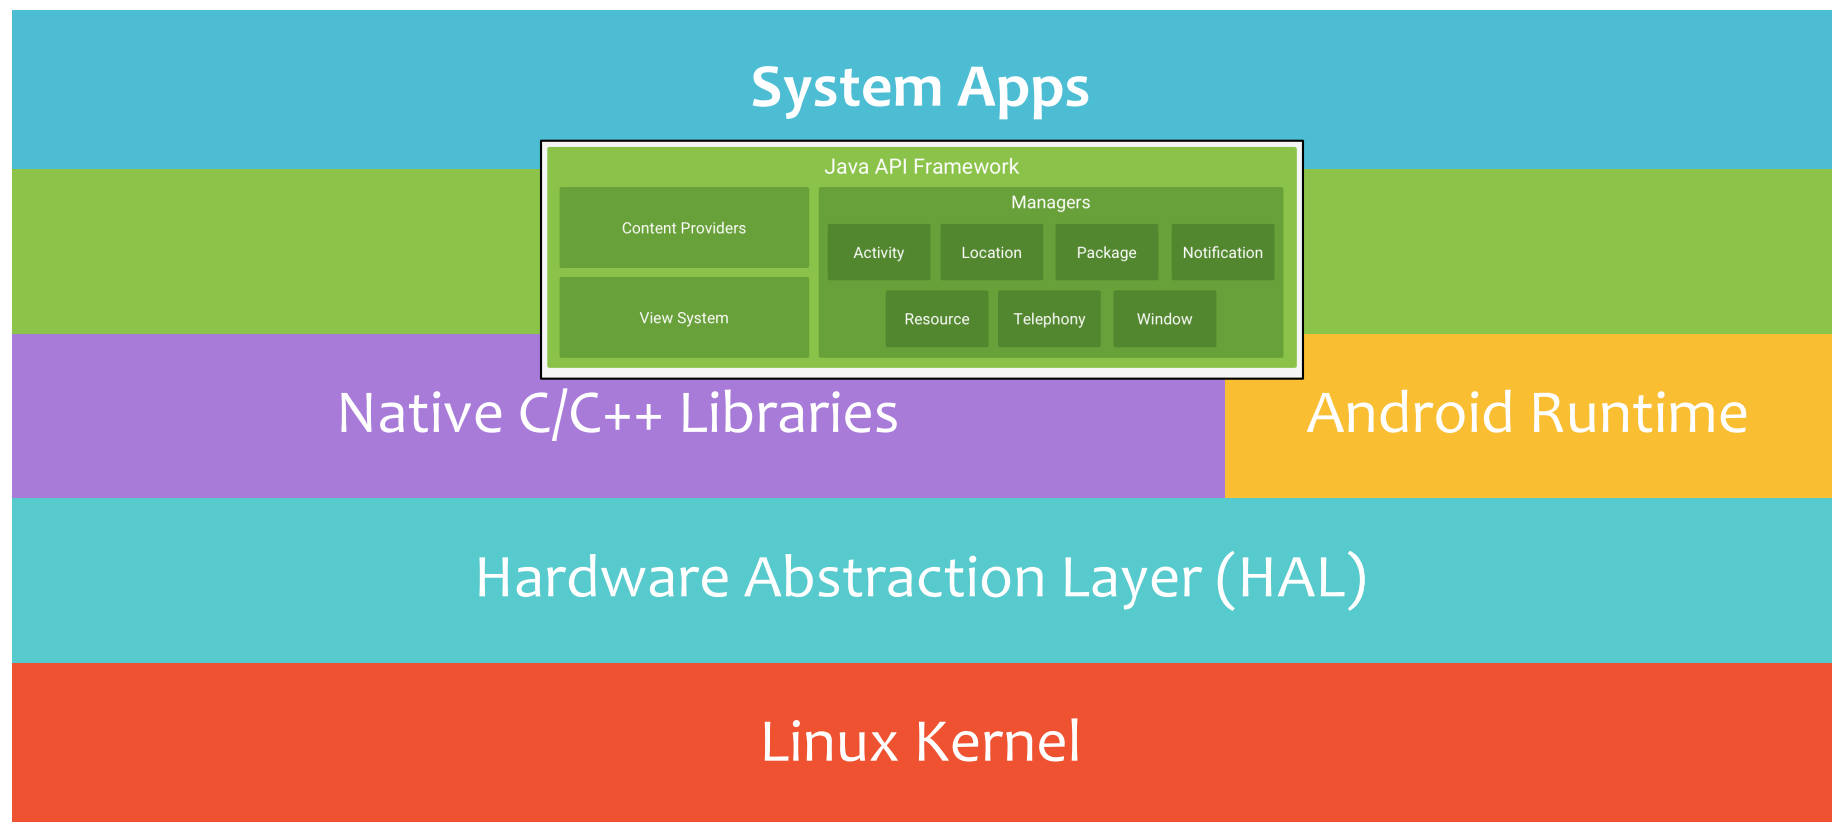 System Apps
Java API Framework
Content Providers
View System
Managers
Activity
Location
Package
Notification
Resource
Telephony
Window
Native C/C++ Libraries
Android Runtime
Hardware Abstraction Layer (HAL)
Linux Kernel